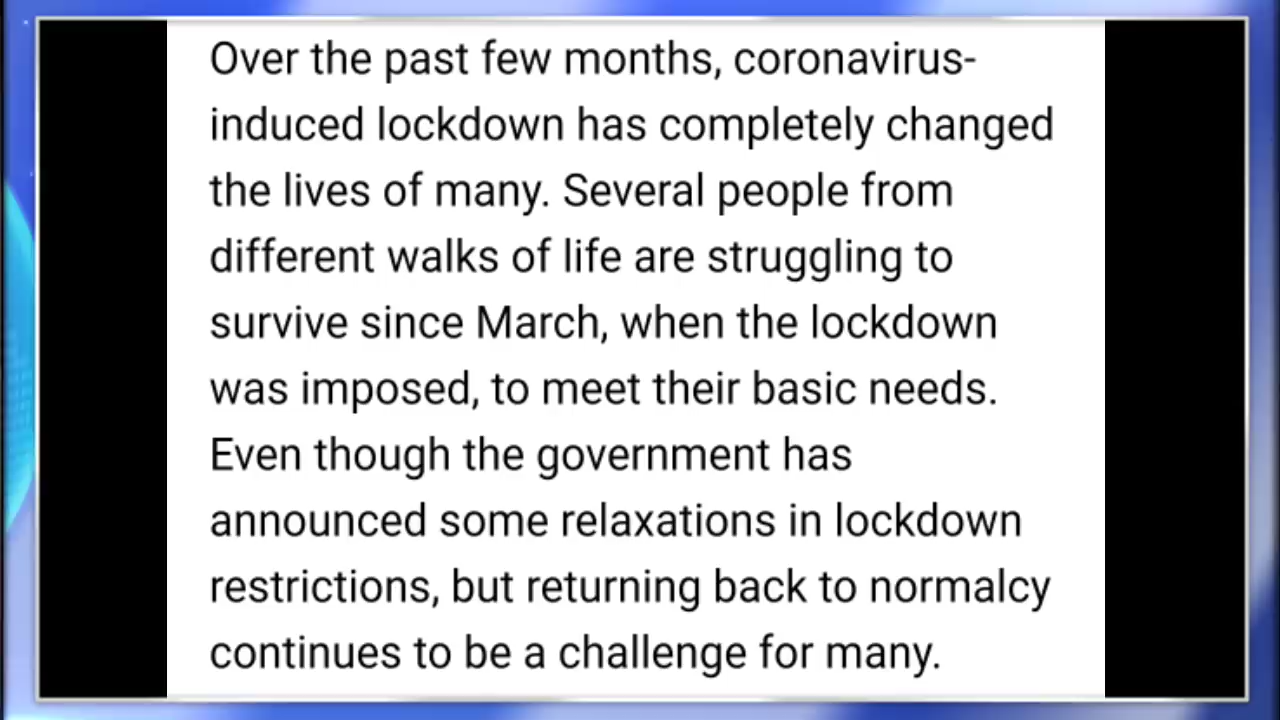 Over the past few months, coronavirus-
induced lockdown has completely changed
the lives of many. Several people from
different walks of life are struggling to
survive since March, when the lockdown
was imposed, to meet their basic needs.
Even though the government has
announced some relaxations in lockdown
restrictions, but returning back to normalcy
continues to be a challenge for many.